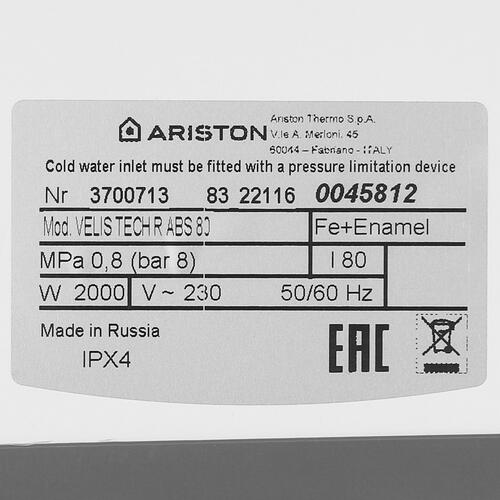 ARISTON
Ariston Thermo S.p.A.
V.le A. Merloni, 45
60044 – Fabriano – ITALY
Cold water inlet must be fitted with a pressure limitation device
Nr 3700713 83 22116 0045812
Mod. VELIS TECH R ABS 80 Fe+Enamel
MPa 0,8 (bar 8) l 80
W 2000 V ~ 230 50/60 Hz
Made in Russia
IPX4
EAC